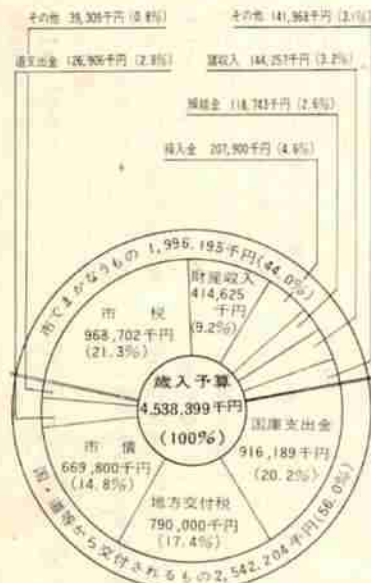 その他 39,309千円 (0.8%)
その他 141,968千円 (3.1%)
道支出金 126,906千円 (2.8%)
諸収入 144,257千円 (3.2%)
繰越金 118,743千円 (2.6%)
繰入金 207,900千円 (4.6%)
市でまかなうもの 1,996,195千円(44.0%)
財産収入
414,625
千円
(9.2%)
市税
968,702千円
(21.3%)
歳入予算
4,538,399千円
(100%)
国庫支出金
916,189千円
(20.2%)
市債
669,800千円
(14.8%)
地方交付税
790,000千円
(17.4%)
国・道等から交付されるもの2,542,204千円(56.0%)